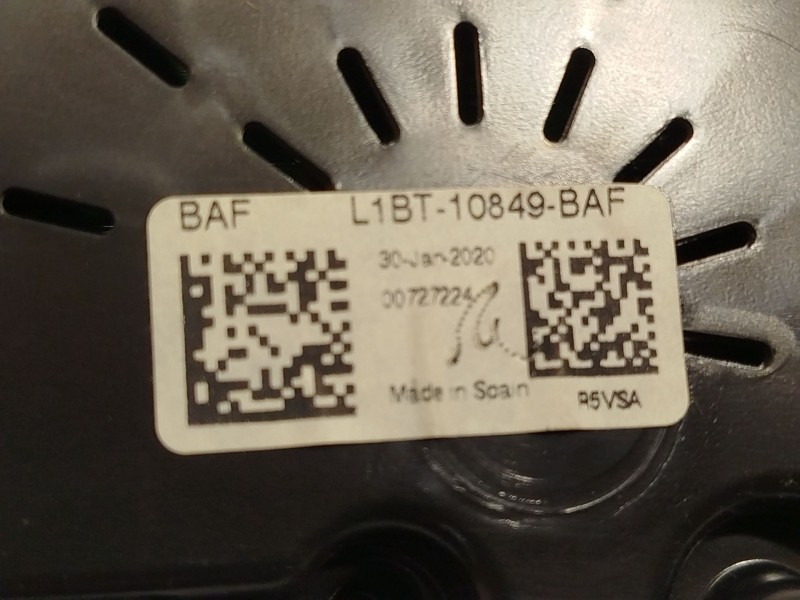 BAF L1BT-10849-BAF
30-Jan-2020
00727224
Made in Spain
R5VSA